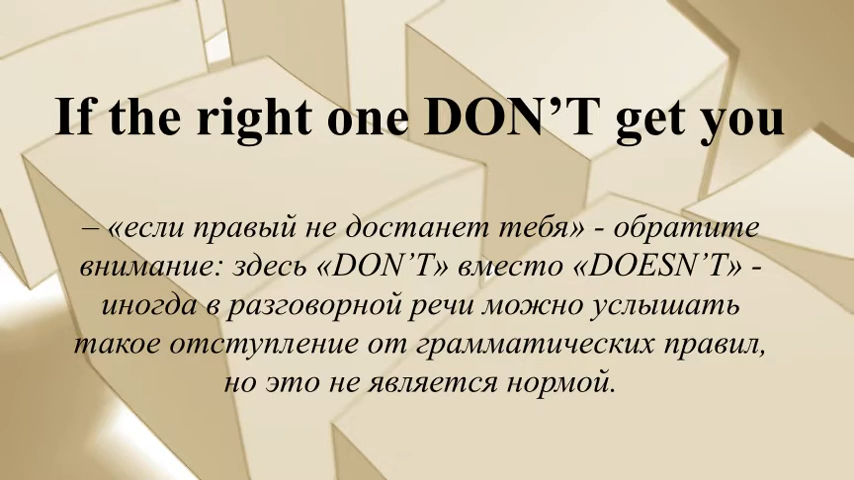 If the right one DON’T get you
– «если правый не достанет тебя» - обратите
внимание: здесь «DON’T» вместо «DOESN’T» -
иногда в разговорной речи можно услышать
такое отступление от грамматических правил,
но это не является нормой.